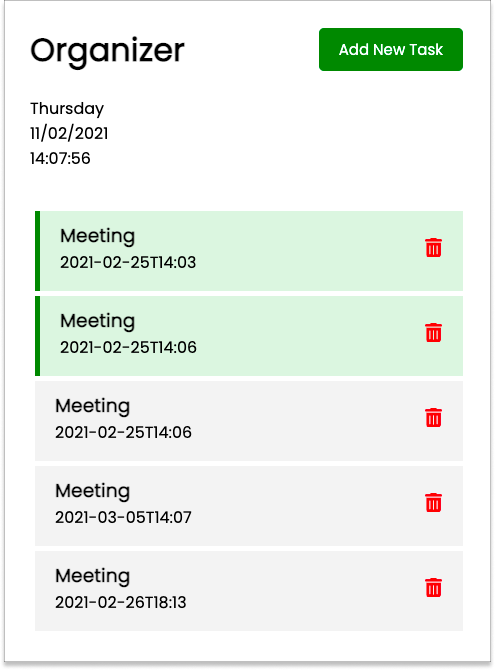 Organizer
Add New Task
Thursday
11/02/2021
14:07:56
Meeting
2021-02-25T14:03
Meeting
2021-02-25T14:06
Meeting
2021-02-25T14:06
Meeting
2021-03-05T14:07
Meeting
2021-02-26T18:13